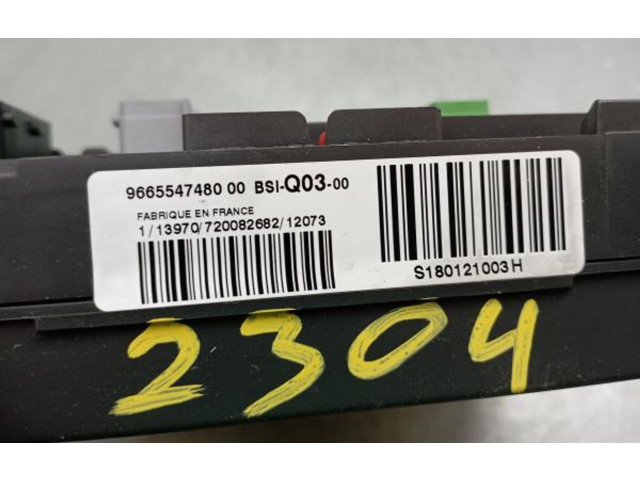 9665547480 00 BSI-Q03-00
FABRIQUE EN FRANCE
1/13970/720082682/12073
S180121003H
2304